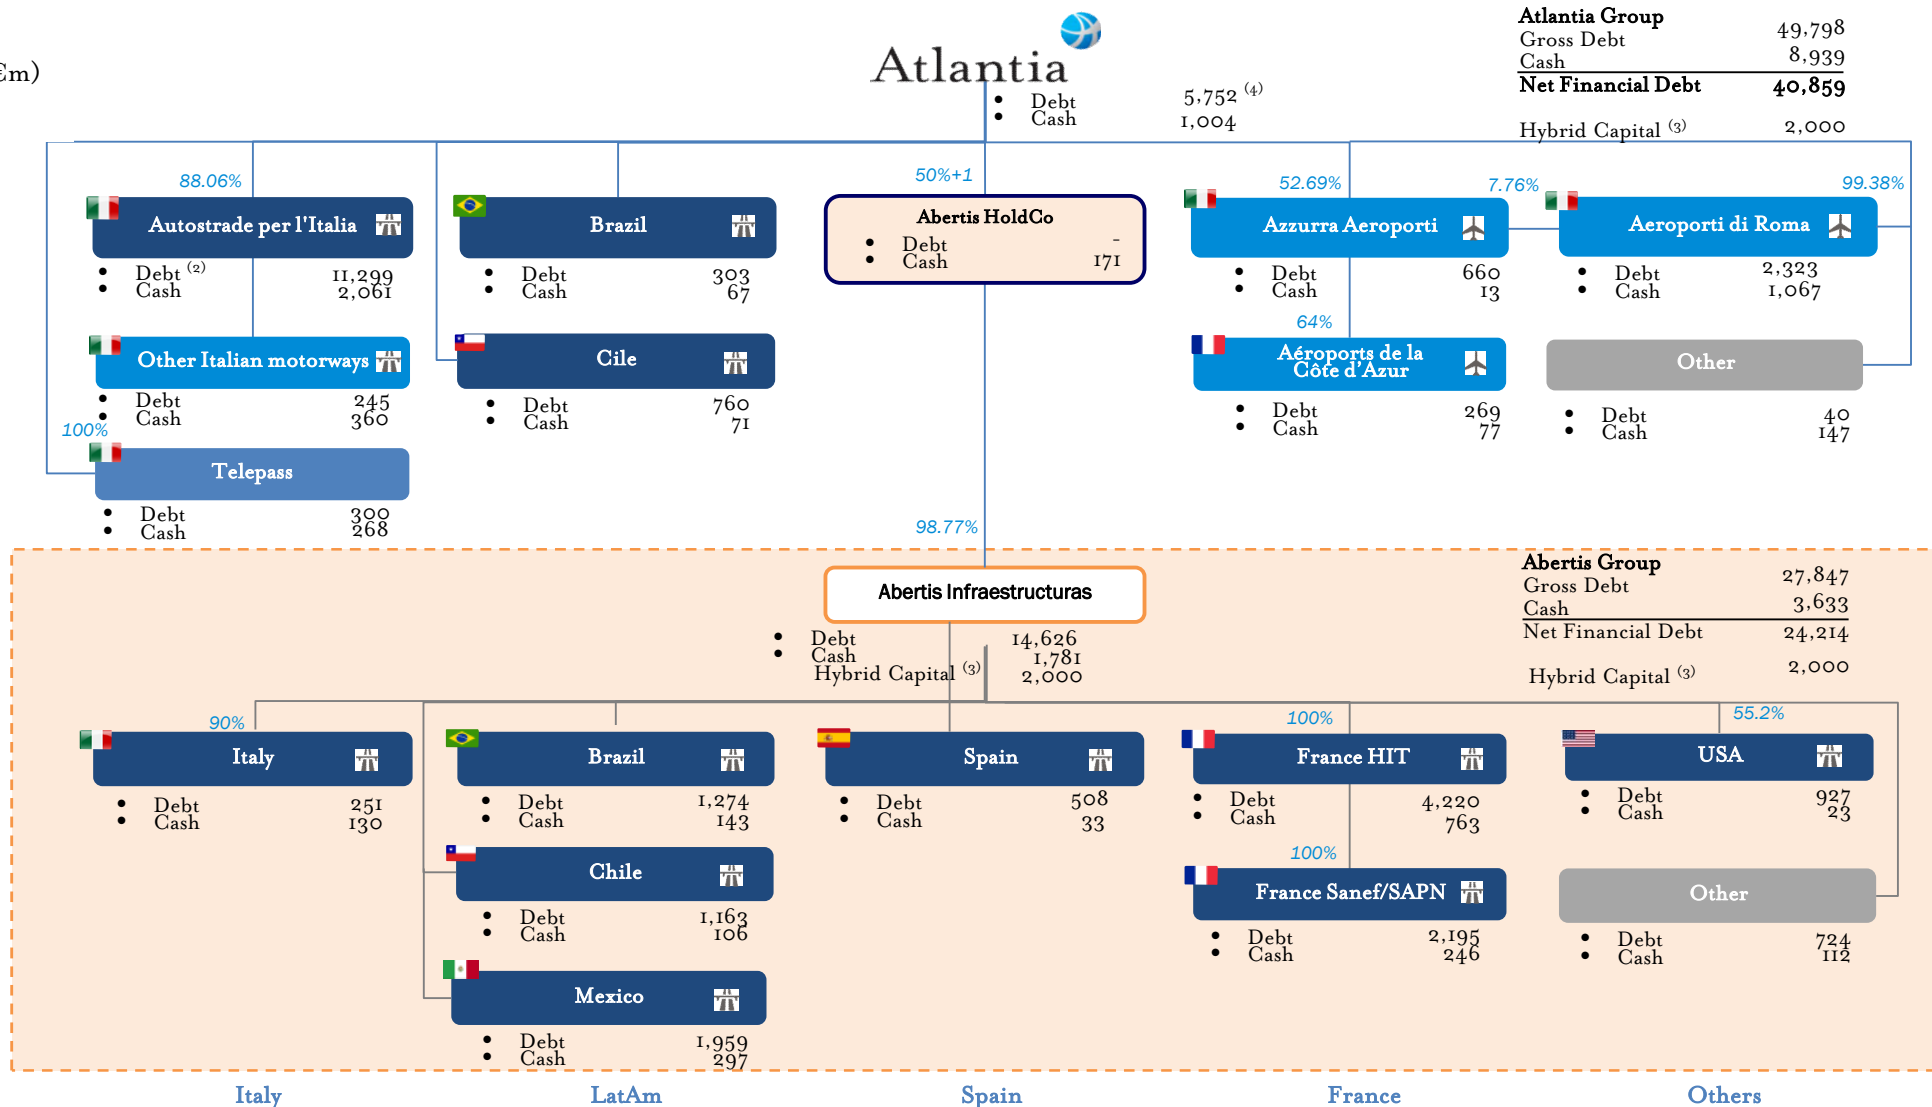 €m)
Atlantia
Debt 5,752 (4)
Cash 1,004
Atlantia Group
Gross Debt 49,798
Cash 8,939
Net Financial Debt 40,859
Hybrid Capital (3) 2,000
88.06%
50%+1
52.69%
7.76%
99.38%
Autostrade per l'Italia
Debt (2) 11,299
Cash 2,061
Brazil
Debt 303
Cash 67
Abertis HoldCo
Debt -
Cash 171
Azzurra Aeroporti
Debt 660
Cash 13
Aeroporti di Roma
Debt 2,323
Cash 1,067
64%
Other Italian motorways
Debt 245
Cash 360
Cile
Debt 760
Cash 71
Aéroports de la
Côte d'Azur
Debt 269
Cash 77
Other
Debt 40
Cash 147
100%
Telepass
Debt 300
Cash 268
98.77%
Abertis Infraestructuras
Debt 14,626
Cash 1,781
Hybrid Capital (3) 2,000
Abertis Group
Gross Debt 27,847
Cash 3,633
Net Financial Debt 24,214
Hybrid Capital (3) 2,000
90%
100%
55.2%
Italy
Debt 251
Cash 130
Brazil
Debt 1,274
Cash 143
Spain
Debt 508
Cash 33
France HIT
Debt 4,220
Cash 763
USA
Debt 927
Cash 23
Chile
Debt 1,163
Cash 106
100%
France Sanef/SAPN
Debt 2,195
Cash 246
Other
Debt 724
Cash 112
Mexico
Debt 1,959
Cash 297
Italy
LatAm
Spain
France
Others